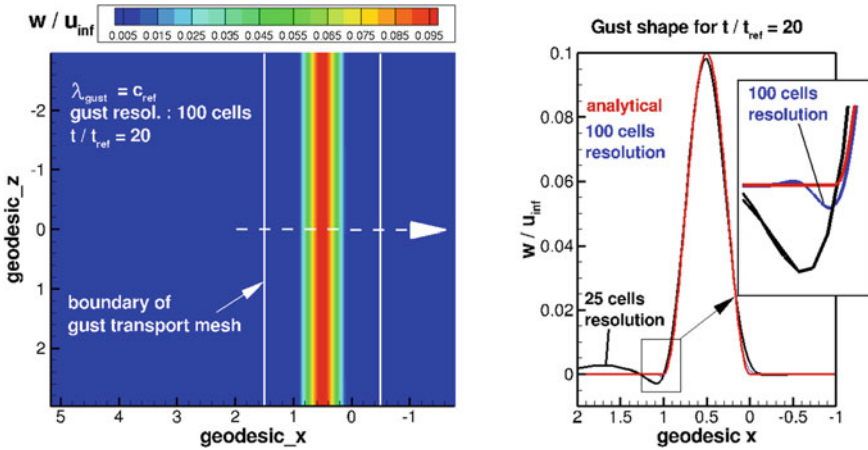 w / u_inf
0.005 0.015 0.025 0.035 0.045 0.055 0.065 0.075 0.085 0.095
λ_gust = c_ref
gust resol. : 100 cells
t / t_ref = 20
boundary of
gust transport mesh
geodesic_z
-2
-1
0
1
2
5 4 3 2 1 0 -1
geodesic_x
Gust shape for t / t_ref = 20
0.1
0.08
0.06
0.04
0.02
0
w / u_inf
analytical
100 cells
resolution
100 cells
resolution
25 cells
resolution
2 1.5 1 0.5 0 -0.5 -1
geodesic x